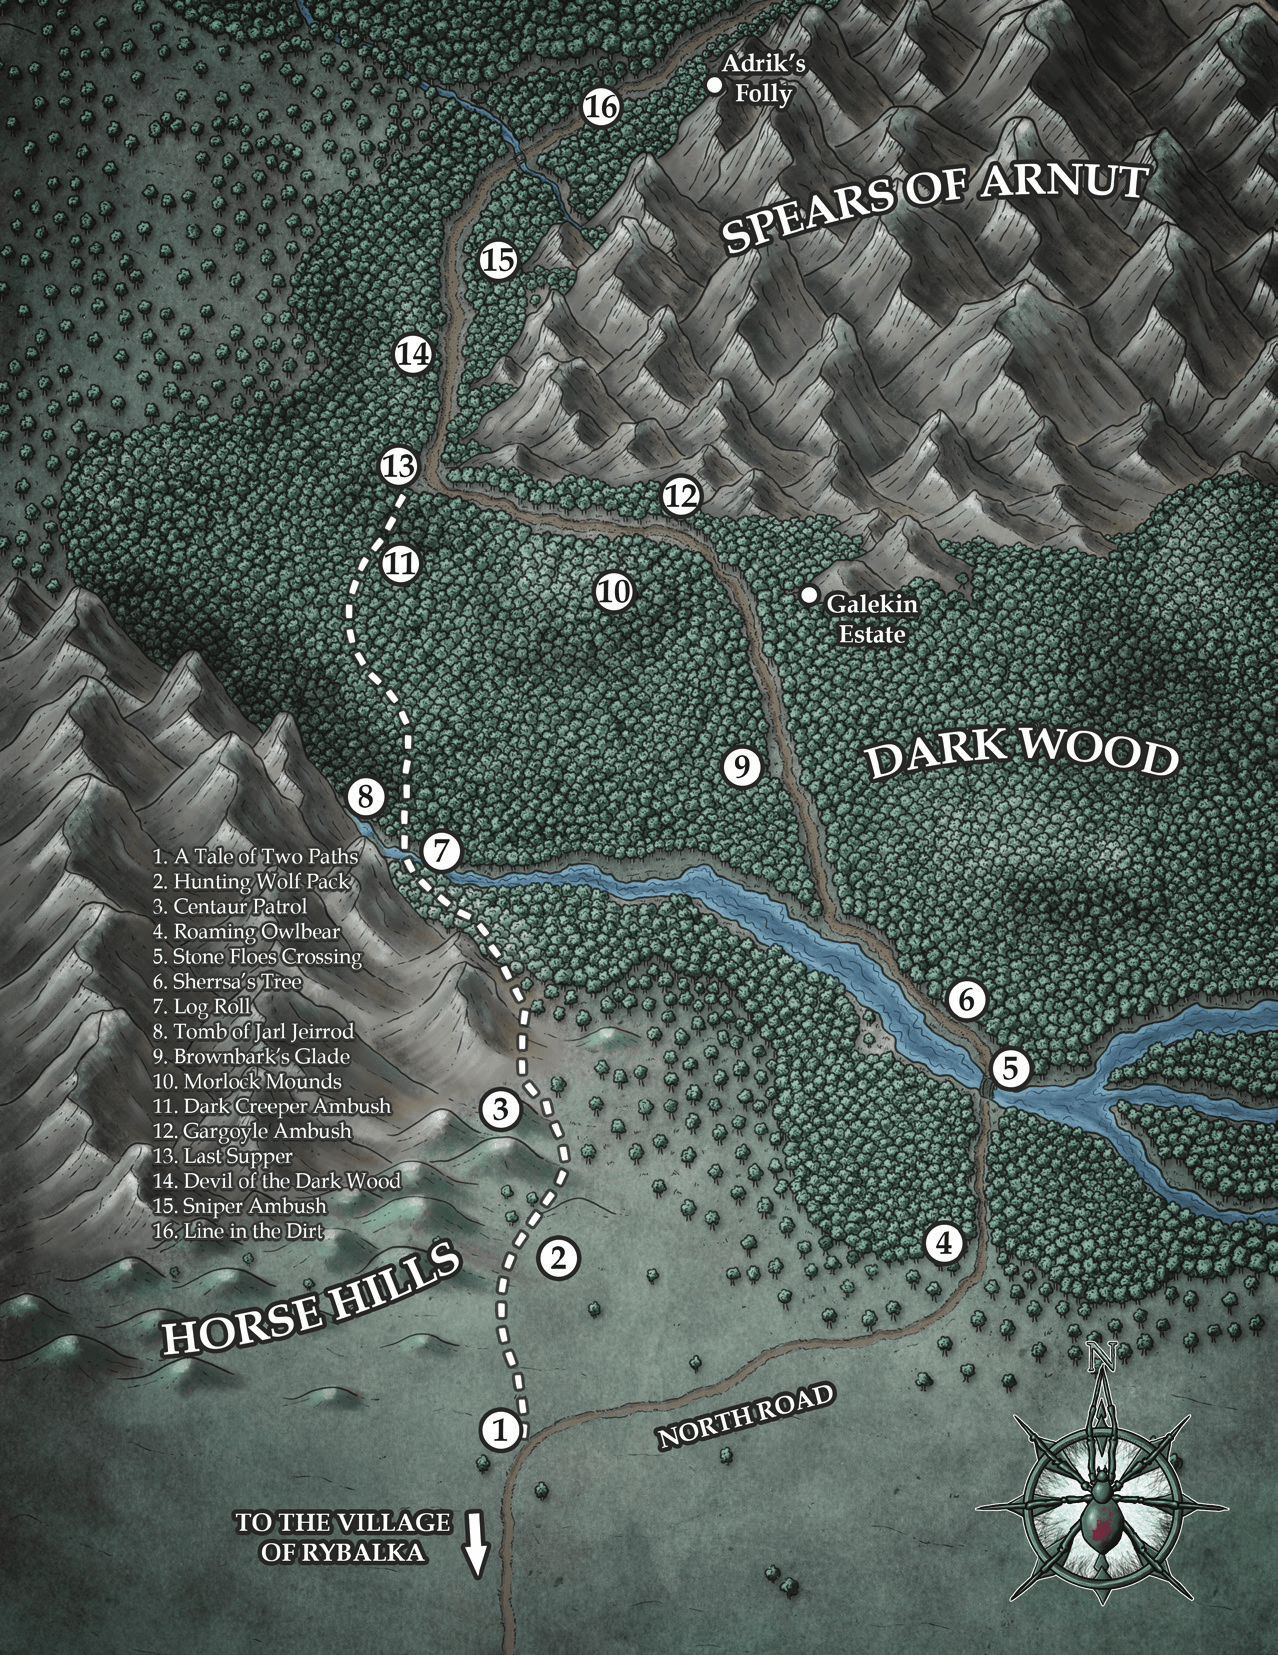 Adrik's
Folly
16
SPEARS OF ARNUT
15
14
13
12
11
10
Galekin
Estate
DARK WOOD
9
8
7
1. A Tale of Two Paths
2. Hunting Wolf Pack
3. Centaur Patrol
4. Roaming Owlbear
5. Stone Floes Crossing
6. Sherrsa's Tree
7. Log Roll
8. Tomb of Jarl Jeirrod
9. Brownbark's Glade
10. Morlock Mounds
11. Dark Creeper Ambush
12. Gargoyle Ambush
13. Last Supper
14. Devil of the Dark Wood
15. Sniper Ambush
16. Line in the Dirt
6
5
3
4
2
HORSE HILLS
N
NORTH ROAD
1
TO THE VILLAGE
OF RYBALKA